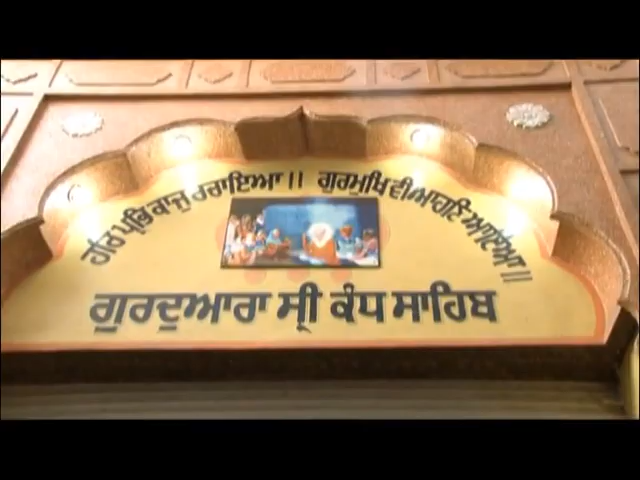 ਹਰਿ ਪ੍ਰਭਿ ਕਾਜੁ ਰਚਾਇਆ ॥ ਗੁਰਮੁਖਿ ਵੀਆਹਣਿ ਆਇਆ ॥
ਗੁਰਦੁਆਰਾ ਸ੍ਰੀ ਕੰਧ ਸਾਹਿਬ